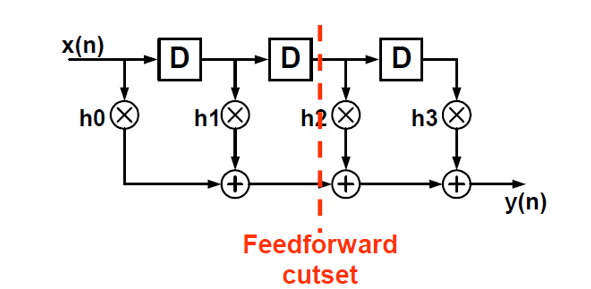 x(n)
D
D
D
h0
h1
h2
h3
y(n)
Feedforward
cutset